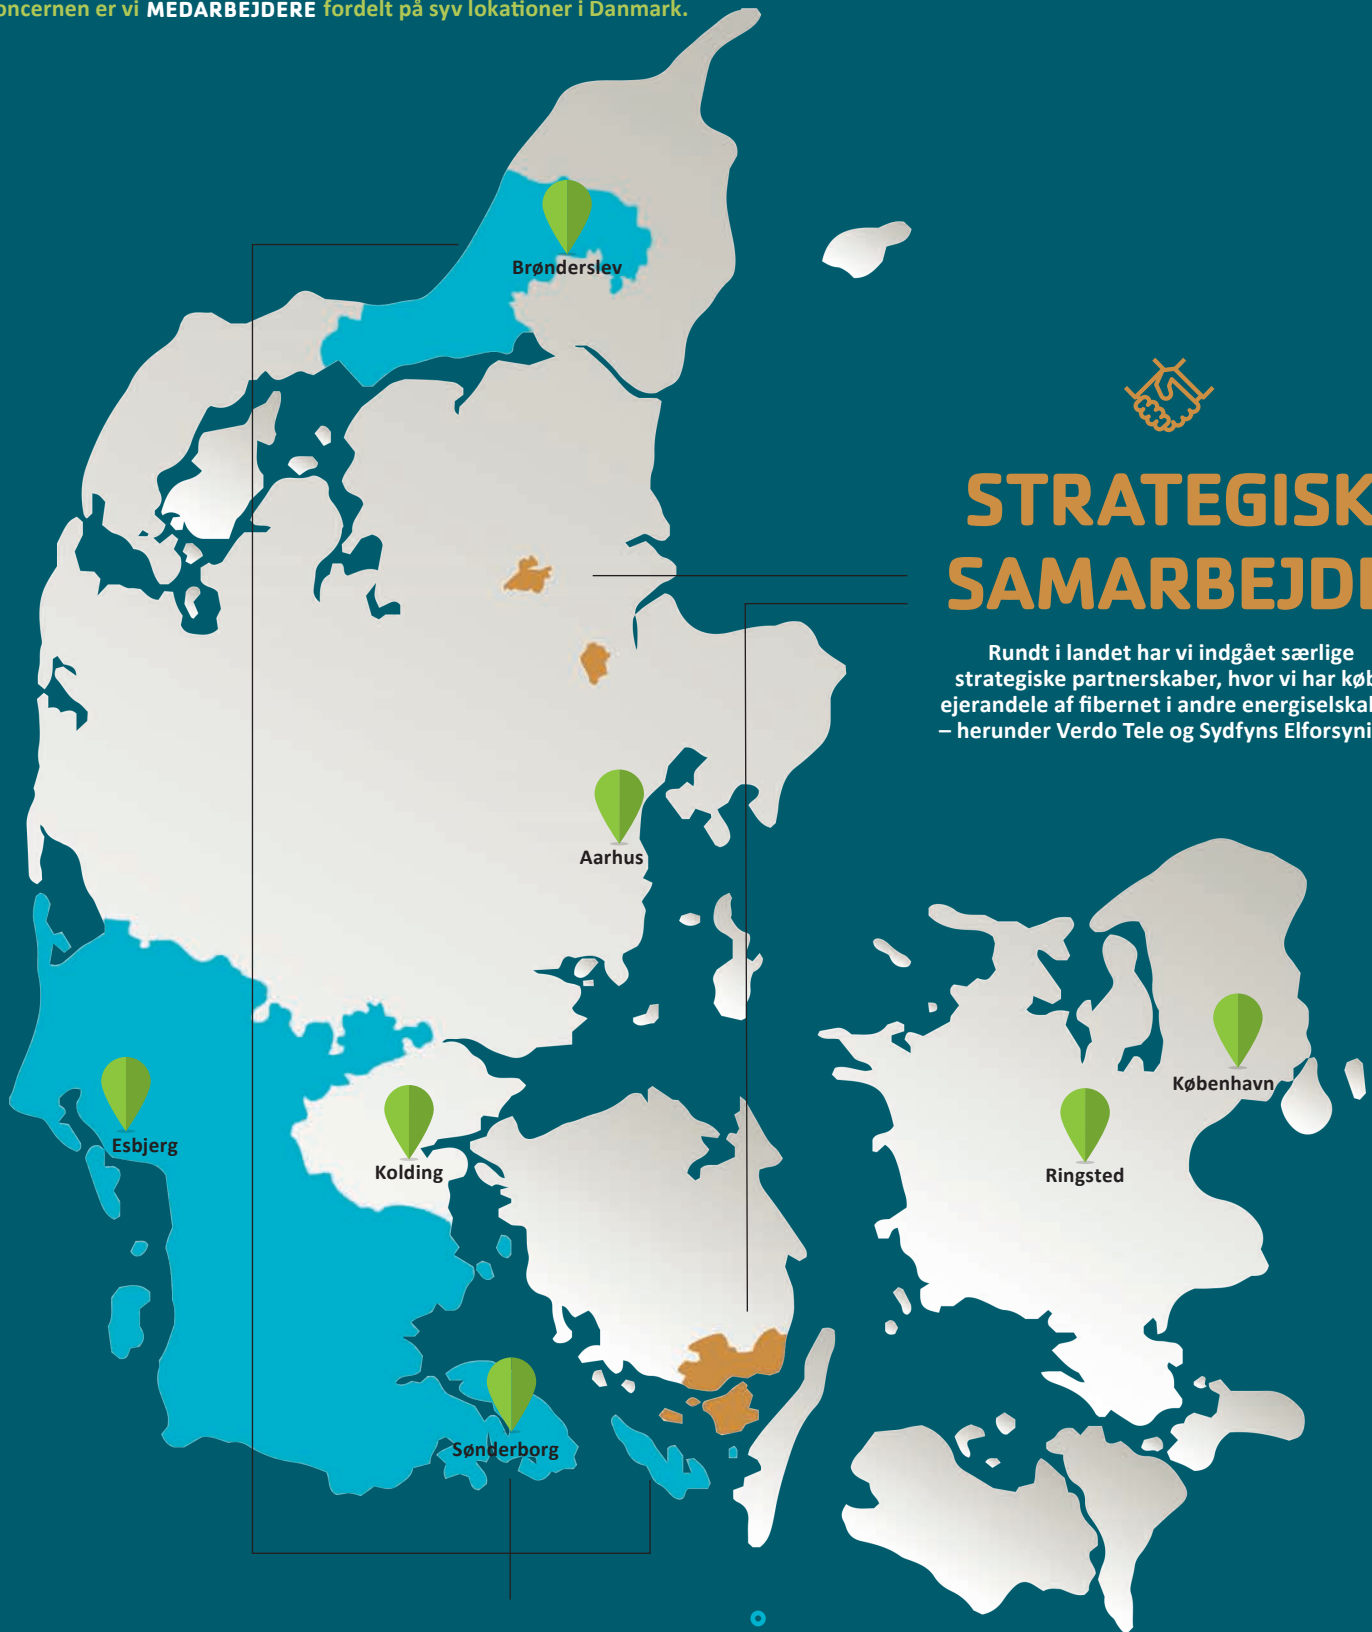 oncernen er vi MEDARBEJDERE fordelt på syv lokationer i Danmark.
Brønderslev
STRATEGISK
SAMARBEJD
Rundt i landet har vi indgået særlige
strategiske partnerskaber, hvor vi har køb
ejerandele af fibernet i andre energiselskab
– herunder Verdo Tele og Sydfyns Elforsyni
Aarhus
København
Esbjerg
Kolding
Ringsted
Sønderborg